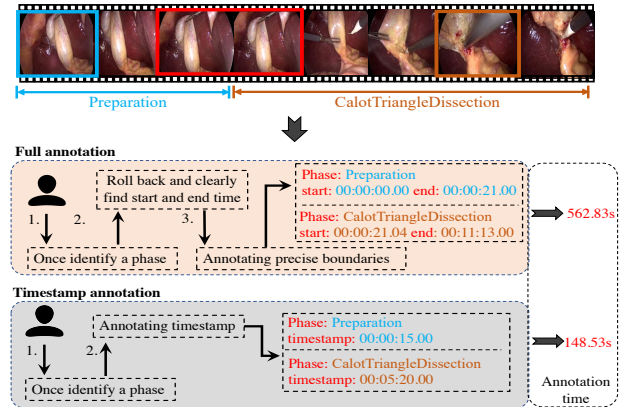 Preparation
CalotTriangleDissection
Full annotation
Roll back and clearly
find start and end time
1.
2.
3.
Once identify a phase
Annotating precise boundaries
Phase: Preparation
start: 00:00:00.00 end: 00:00:21.00
Phase: CalotTriangleDissection
start: 00:00:21.04 end: 00:11:13.00
562.83s
Timestamp annotation
Annotating timestamp
1.
2.
Once identify a phase
Phase: Preparation
timestamp: 00:00:15.00
Phase: CalotTriangleDissection
timestamp: 00:05:20.00
148.53s
Annotation
time